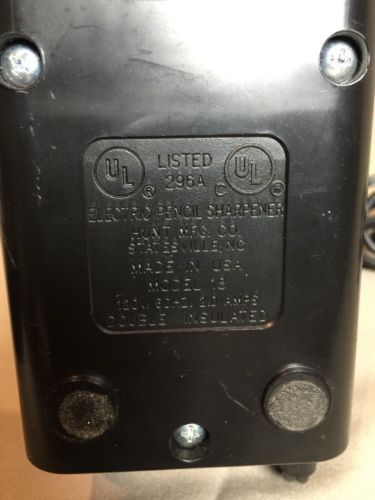 UL ® LISTED C UL ®
296A
ELECTRIC PENCIL SHARPENER
HUNT MFG. CO.
STATESVILLE, NC
MADE IN USA
MODEL 18
120V, 60HZ, 2.0 AMPS
DOUBLE INSULATED